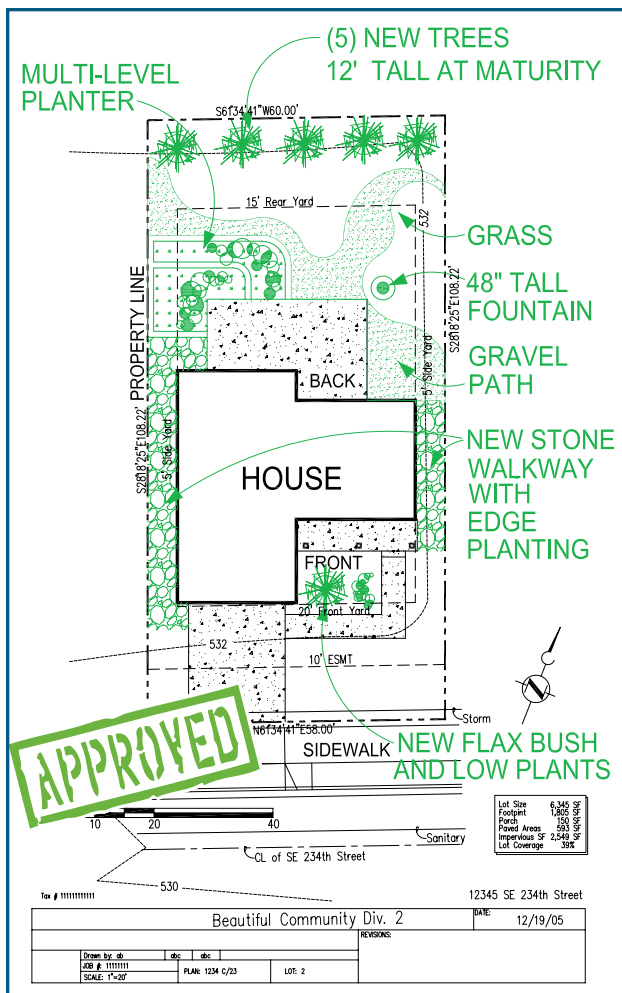 (5) NEW TREES
12' TALL AT MATURITY
MULTI-LEVEL
PLANTER
S61°34'41"W60.00'
15' Rear Yard
532
GRASS
48" TALL
FOUNTAIN
S28°18'25"E108.22'
PROPERTY LINE
S28°18'25"E108.22'
5' Side Yard
5' Side Yard
GRAVEL
PATH
BACK
HOUSE
NEW STONE
WALKWAY
WITH
EDGE
PLANTING
FRONT
20' Front Yard
532
10' ESMT
N61°34'41"E58.00'
Storm
SIDEWALK
NEW FLAX BUSH
AND LOW PLANTS
APPROVED
10 20 40
Sanitary
CL of SE 234th Street
530
Lot Size 6,345 SF
Footpint 1,805 SF
Porch 150 SF
Paved Areas 593 SF
Impervious SF 2,549 SF
Lot Coverage 39%
Tax # 111111111111
12345 SE 234th Street
Beautiful Community Div. 2
DATE: 12/19/05
REVISIONS:
Drawn by: ab abc abc
JOB #: 11111111
SCALE: 1"=20'
PLAN: 1234 C/23
LOT: 2